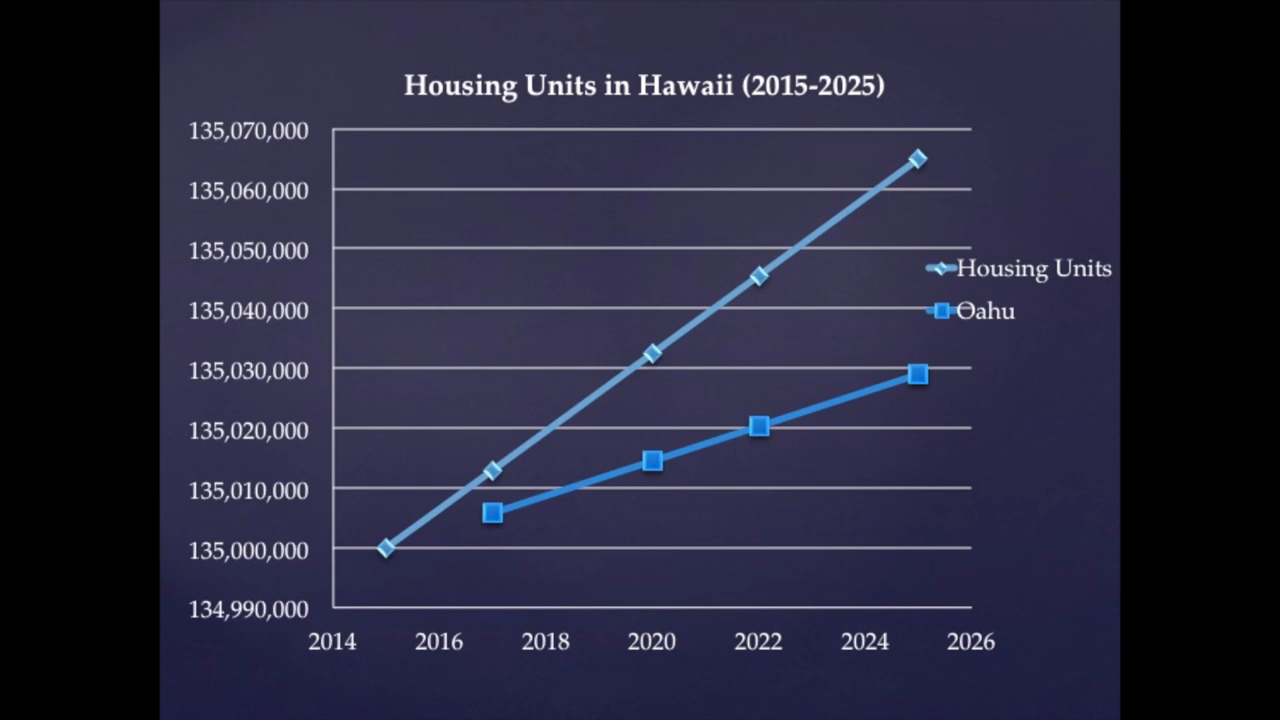 Housing Units in Hawaii (2015-2025)
135,070,000
135,060,000
135,050,000
135,040,000
135,030,000
135,020,000
135,010,000
135,000,000
134,990,000
2014 2016 2018 2020 2022 2024 2026
Housing Units
Oahu